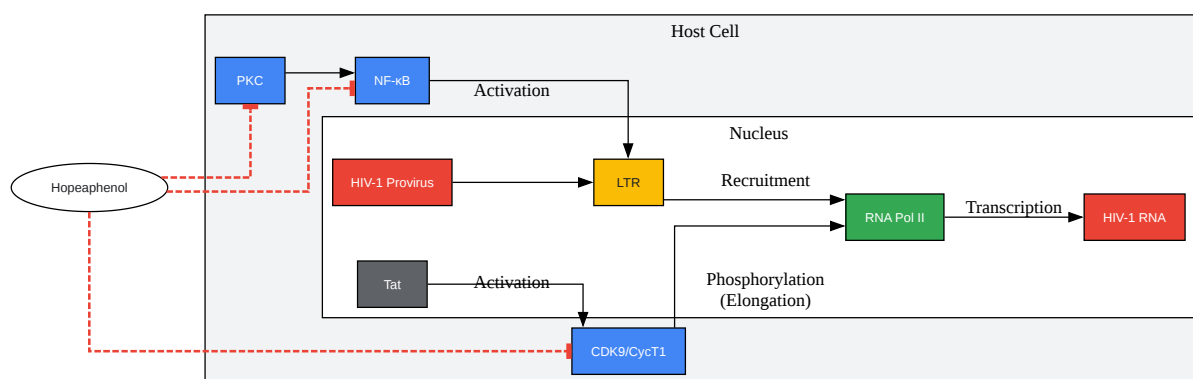 Host Cell
PKC
NF-κB
Activation
Nucleus
Hopeaphenol
HIV-1 Provirus
LTR
Recruitment
RNA Pol II
Transcription
HIV-1 RNA
Tat
Activation
Phosphorylation
(Elongation)
CDK9/CycT1